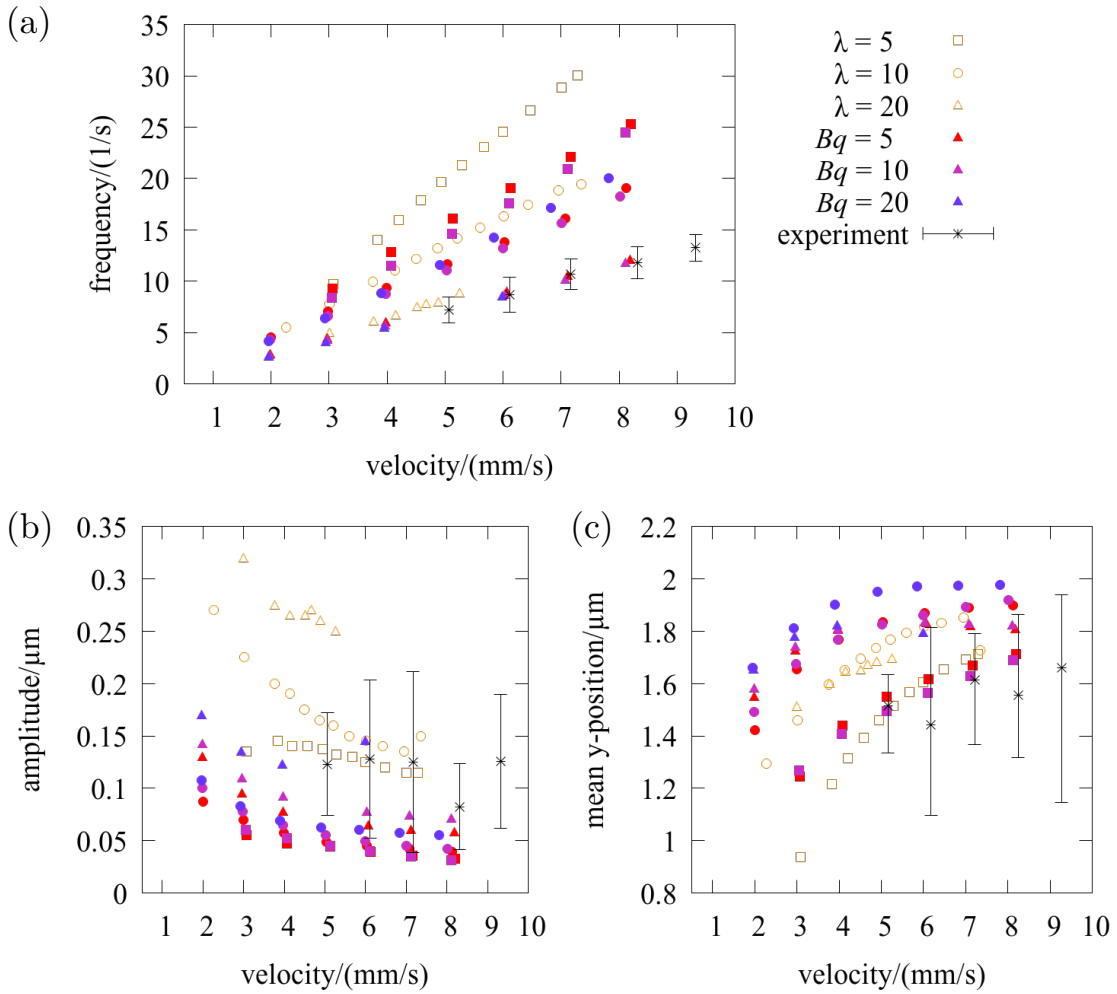 (a)
frequency/(1/s)
35
30
25
20
15
10
5
0
1 2 3 4 5 6 7 8 9 10
velocity/(mm/s)
λ = 5
λ = 10
λ = 20
Bq = 5
Bq = 10
Bq = 20
experiment
(b)
amplitude/μm
0.35
0.3
0.25
0.2
0.15
0.1
0.05
0
1 2 3 4 5 6 7 8 9 10
velocity/(mm/s)
(c)
mean y-position/μm
2.2
2
1.8
1.6
1.4
1.2
1
0.8
1 2 3 4 5 6 7 8 9 10
velocity/(mm/s)